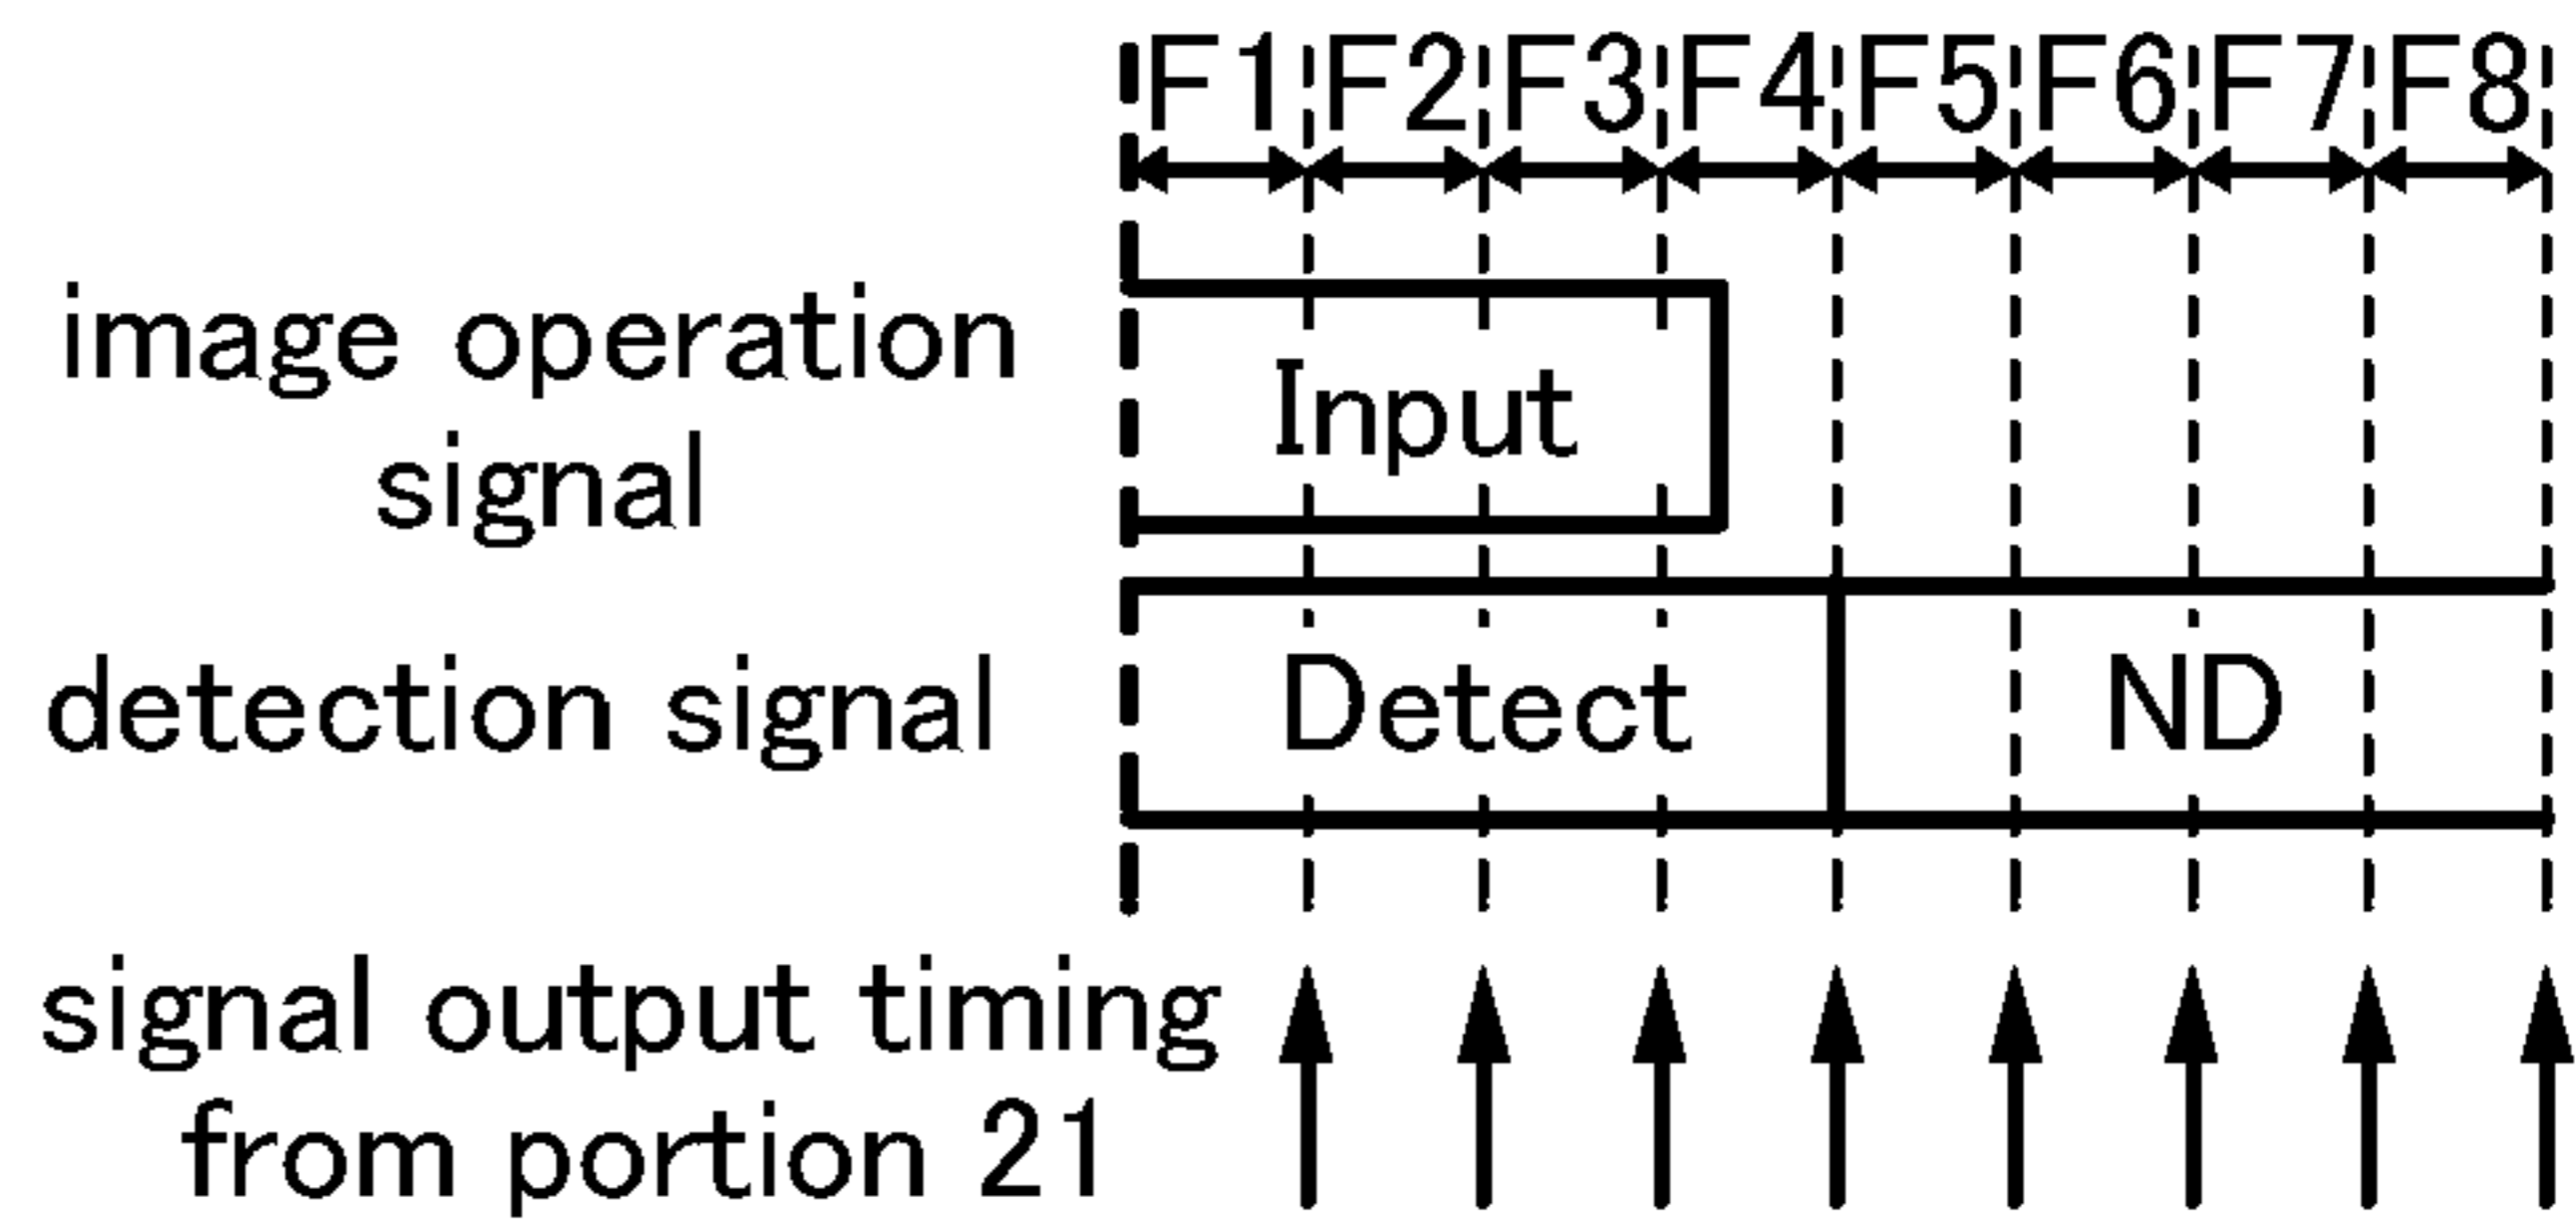 F1 F2 F3 F4 F5 F6 F7 F8
image operation
signal
Input
detection signal
Detect ND
signal output timing
from portion 21